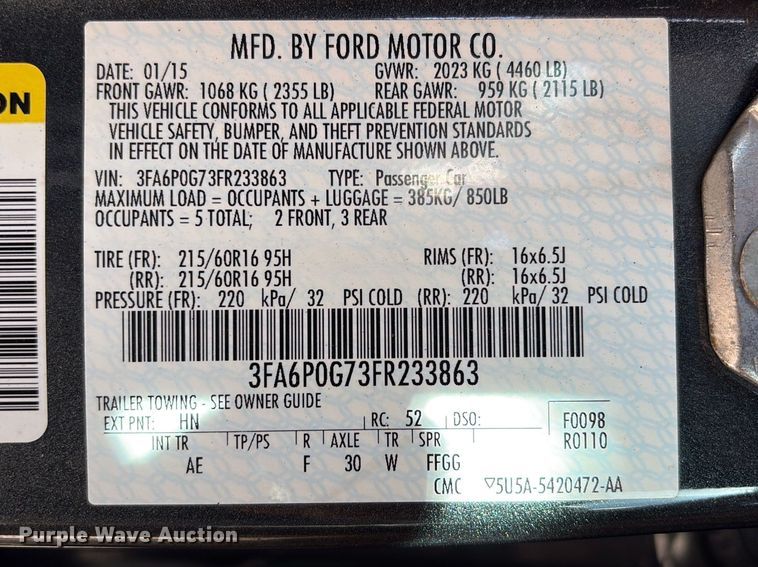 ON
MFD. BY FORD MOTOR CO.
DATE: 01/15 GVWR: 2023 KG ( 4460 LB)
FRONT GAWR: 1068 KG ( 2355 LB) REAR GAWR: 959 KG ( 2115 LB)
THIS VEHICLE CONFORMS TO ALL APPLICABLE FEDERAL MOTOR
VEHICLE SAFETY, BUMPER, AND THEFT PREVENTION STANDARDS
IN EFFECT ON THE DATE OF MANUFACTURE SHOWN ABOVE.
VIN: 3FA6P0G73FR233863 TYPE: Passenger Car
MAXIMUM LOAD = OCCUPANTS + LUGGAGE = 385KG/ 850LB
OCCUPANTS = 5 TOTAL; 2 FRONT, 3 REAR
TIRE (FR): 215/60R16 95H RIMS (FR): 16x6.5J
(RR): 215/60R16 95H (RR): 16x6.5J
PRESSURE (FR): 220 kPa/ 32 PSI COLD (RR): 220 kPa/ 32 PSI COLD
3FA6P0G73FR233863
TRAILER TOWING - SEE OWNER GUIDE
EXT PNT: HN RC: 52 DSO: F0098
INT TR TP/PS R AXLE TR SPR R0110
AE F 30 W FFGG
CMC ▽5U5A-5420472-AA
Purple Wave Auction